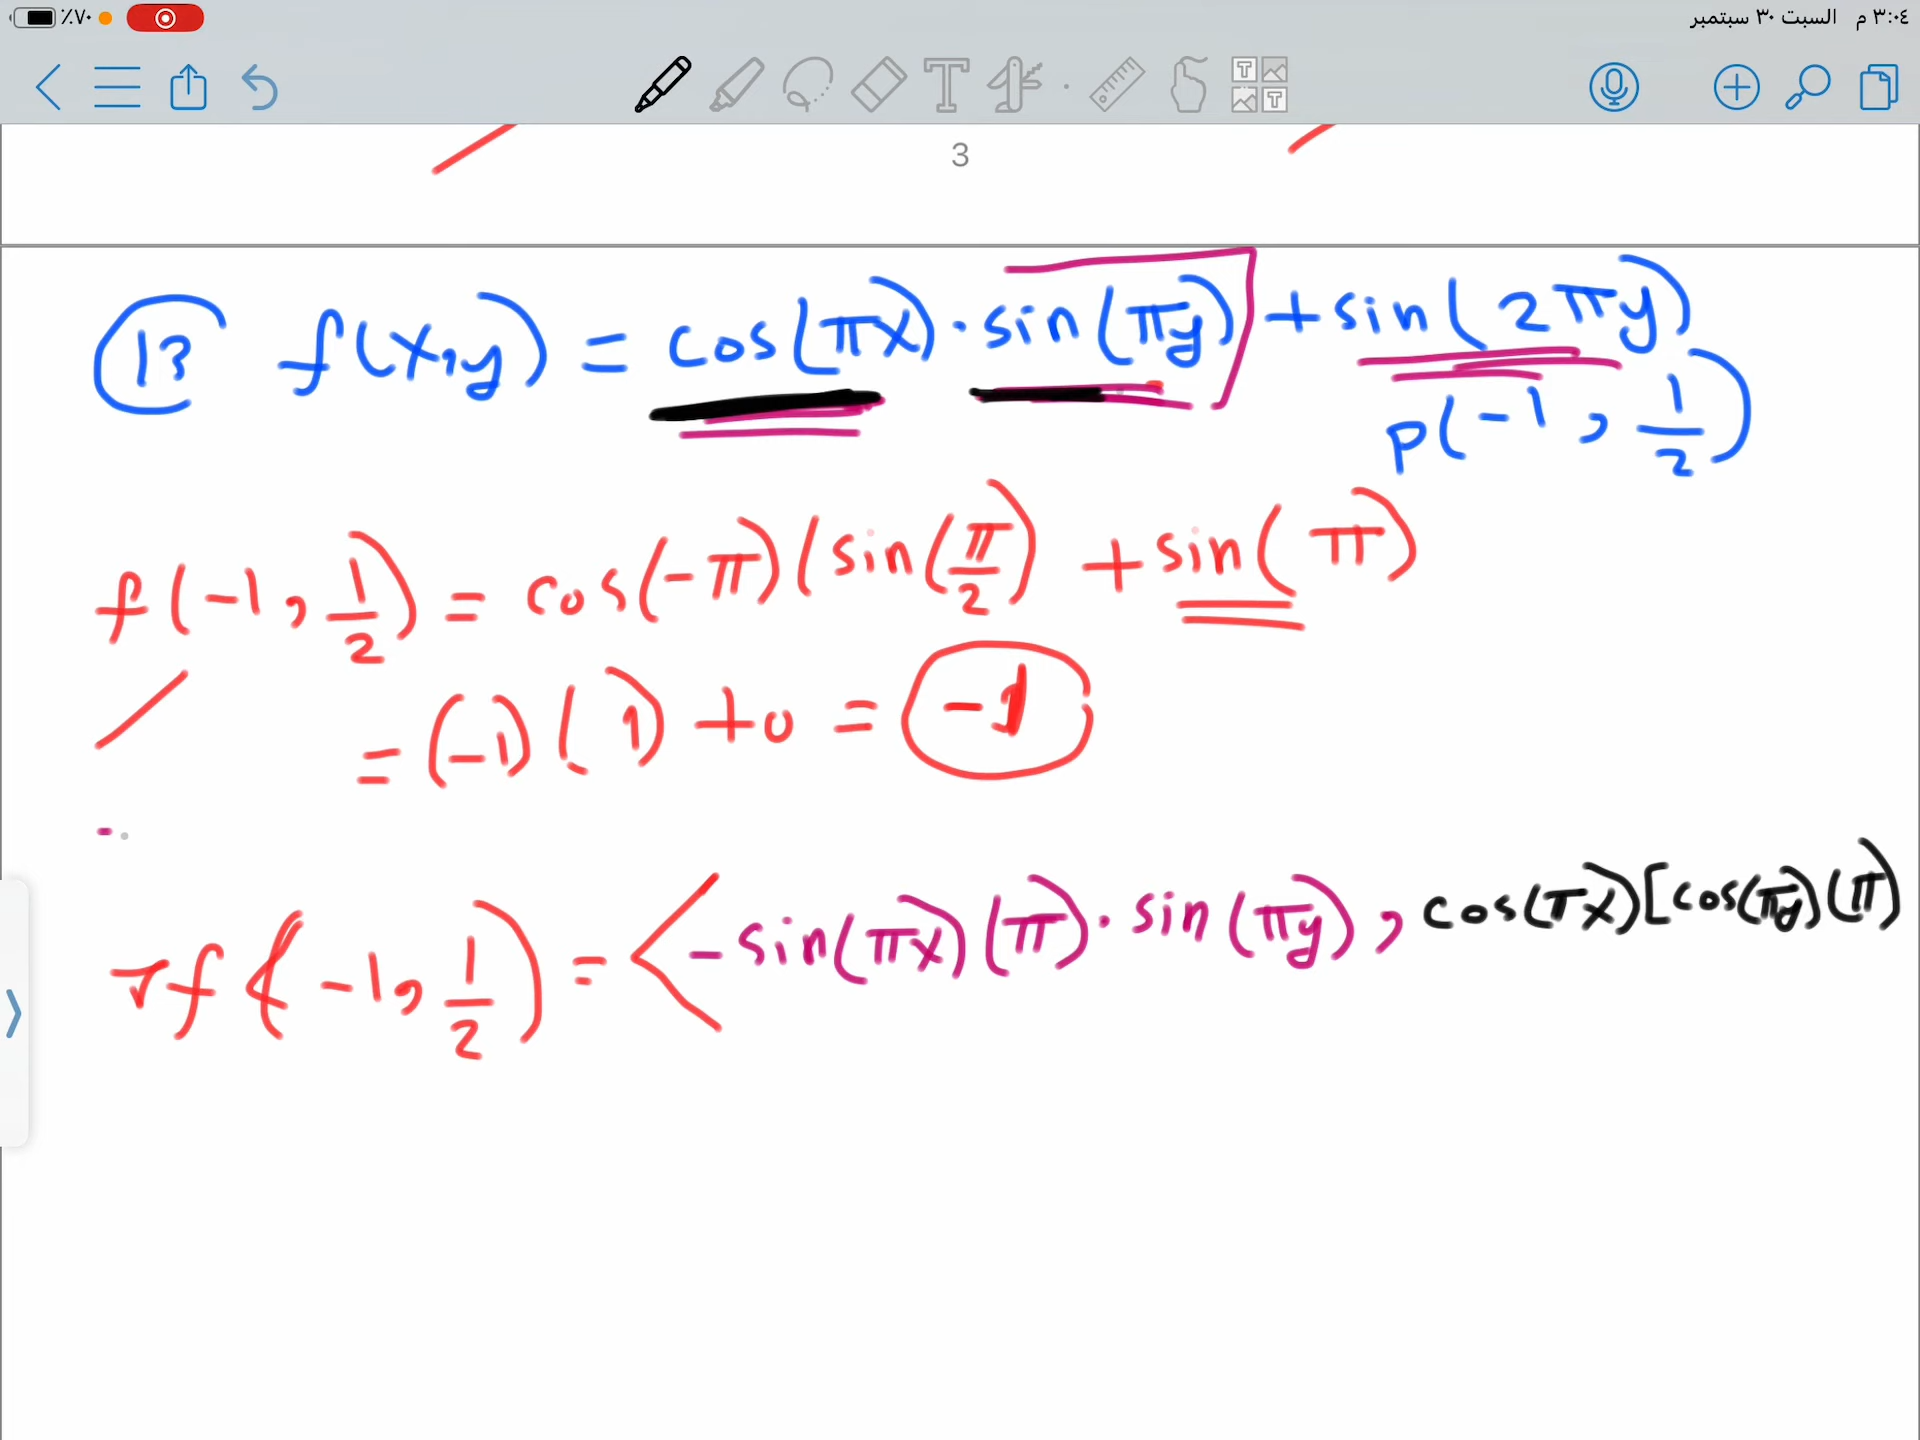 ٪٧٠ ٣:٠٤ م السبت ٣٠ سبتمبر
3
13 f(x,y) = cos(πx) · sin(πy) + sin(2πy)
p(-1, 1/2)
f(-1, 1/2) = cos(-π)(sin(π/2) + sin(π)
= (-1)(1) + 0 = -1
∇f(-1, 1/2) = < -sin(πx)(π) · sin(πy), cos(πx)[cos(πy)(π)